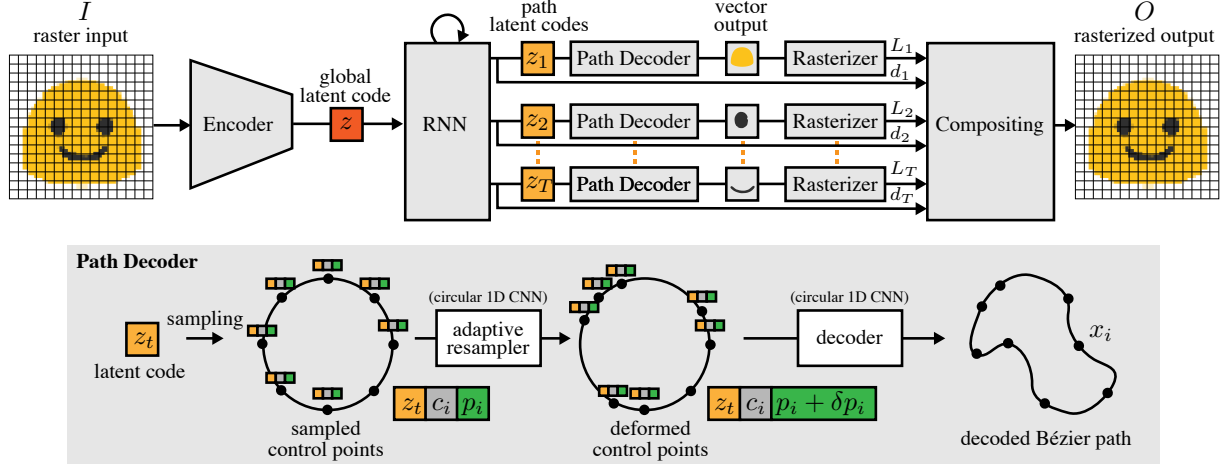 I
raster input
Encoder
global
latent code
z
RNN
path
latent codes
vector
output
z1 Path Decoder Rasterizer L1
d1
z2 Path Decoder Rasterizer L2
d2
zT Path Decoder Rasterizer LT
dT
Compositing
O
rasterized output
Path Decoder
zt
latent code
sampling
sampled
control points
(circular 1D CNN)
adaptive
resampler
zt ci pi
deformed
control points
(circular 1D CNN)
decoder
zt ci pi + δpi
xi
decoded Bézier path